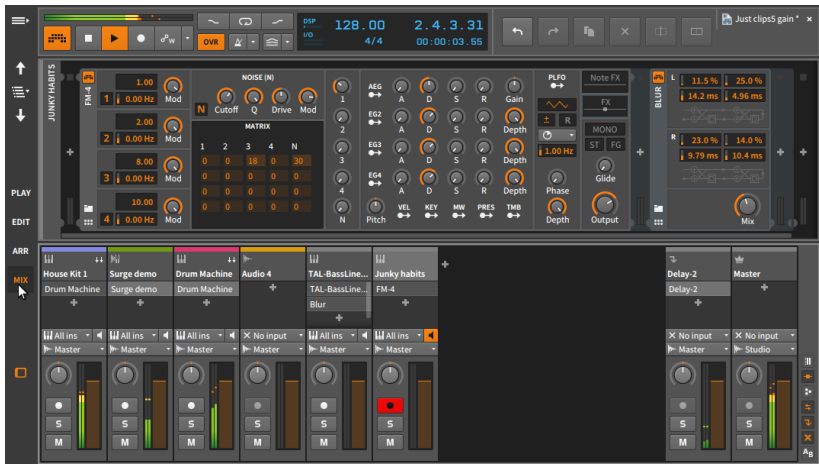 DSP
I/O
128.00
4/4
2.4.3.31
00:00:03.55
Just clips5 gain *
×
OVR
W
PLAY
EDIT
ARR
MIX
JUNKY HABITS
FM-4
1
1.00
0.00 Hz
Mod
2
2.00
0.00 Hz
Mod
3
8.00
0.00 Hz
Mod
4
10.00
0.00 Hz
Mod
NOISE (N)
N
Cutoff
Q
Drive
Mod
MATRIX
1 2 3 4 N
0 0 18 0 30
0 0 0 0 0
0 0 0 0 0
0 0 0 0 0
1
2
3
4
N
AEG
A D S R Gain
EG2
A D S R Depth
EG3
A D S R Depth
EG4
A D S R Depth
Pitch
VEL KEY MW PRES TMB
PLFO
± R
1.00 Hz
Phase
Depth
Note FX
FX
MONO
ST FG
Glide
Output
BLUR
L
11.5 % 25.0 %
14.2 ms 4.96 ms
R
23.0 % 14.0 %
9.79 ms 10.4 ms
Mix
House Kit 1
Drum Machine
All ins
Master
S
M
Surge demo
Surge demo
All ins
Master
S
M
Drum Machine
Drum Machine
All ins
Master
S
M
Audio 4
No input
Master
S
M
TAL-BassLine...
TAL-BassLine...
Blur
All ins
Master
S
M
Junky habits
FM-4
All ins
Master
S
M
Delay-2
Delay-2
No input
Master
S
M
Master
No input
Studio
S
M
AB